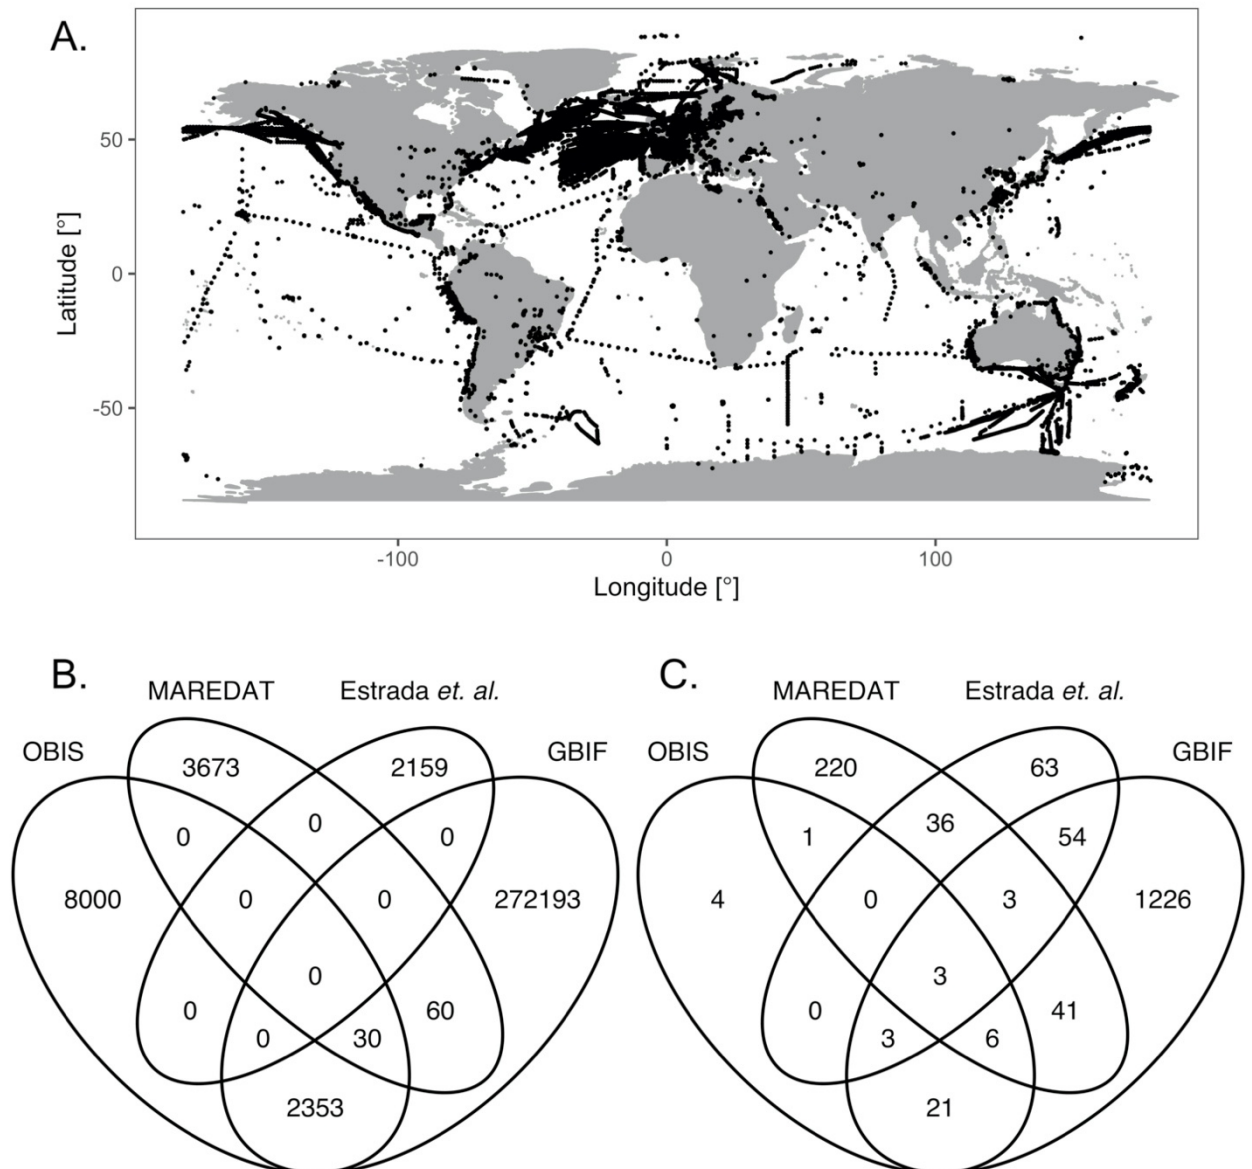 A.
50
0
-50
Latitude [°]
-100 0 100
Longitude [°]
B. C.
MAREDAT Estrada et. al. MAREDAT Estrada et. al.
OBIS GBIF OBIS GBIF
3673 2159 220 63
0 0 0 1 36 54
8000 0 0 272193 4 0 3 1226
0 3
0 60 0 41
0 30 3 6
2353 21